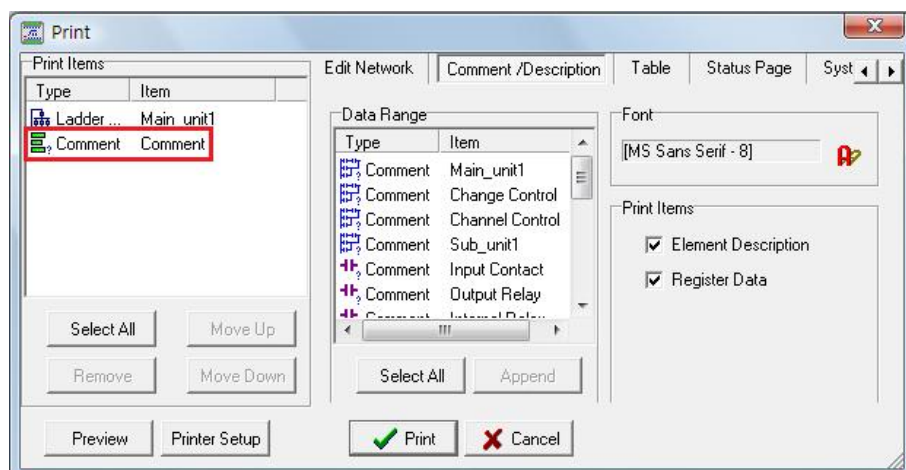 Print
Print Items
Type Item
Ladder ... Main_unit1
Comment Comment
Select All Move Up
Remove Move Down
Edit Network Comment /Description Table Status Page Syst
Data Range
Type Item
Comment Main_unit1
Comment Change Control
Comment Channel Control
Comment Sub_unit1
Comment Input Contact
Comment Output Relay
Select All Append
Font
[MS Sans Serif - 8]
Print Items
Element Description
Register Data
Preview Printer Setup Print Cancel